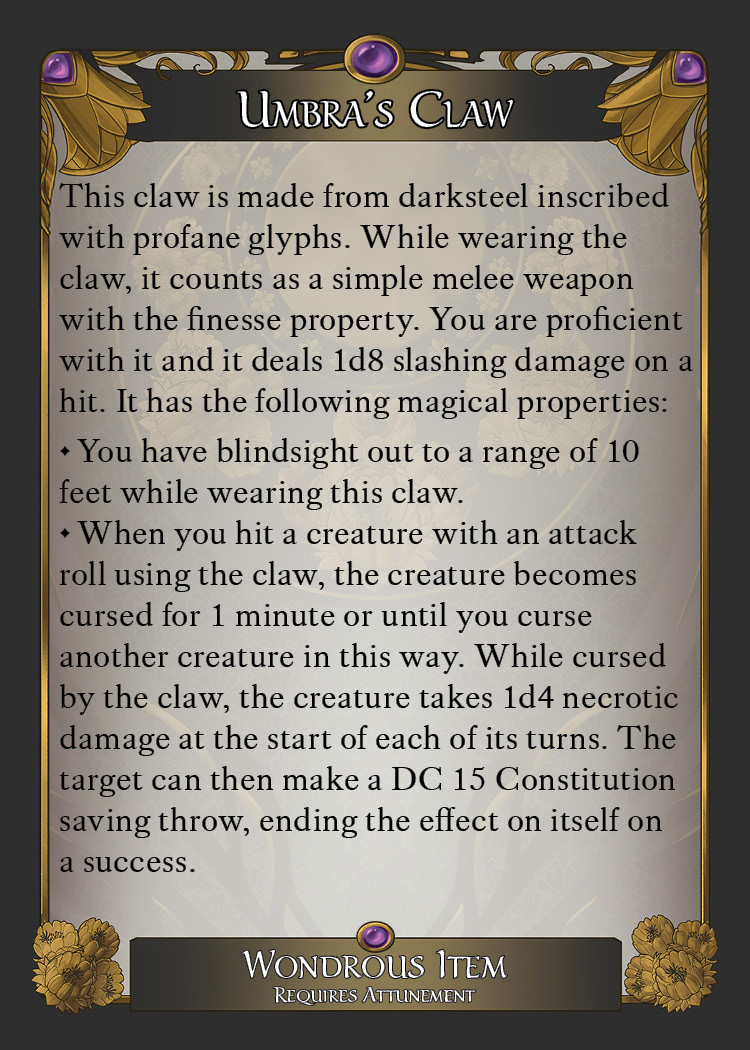 Umbra's Claw
This claw is made from darksteel inscribed
with profane glyphs. While wearing the
claw, it counts as a simple melee weapon
with the finesse property. You are proficient
with it and it deals 1d8 slashing damage on a
hit. It has the following magical properties:
• You have blindsight out to a range of 10
feet while wearing this claw.
• When you hit a creature with an attack
roll using the claw, the creature becomes
cursed for 1 minute or until you curse
another creature in this way. While cursed
by the claw, the creature takes 1d4 necrotic
damage at the start of each of its turns. The
target can then make a DC 15 Constitution
saving throw, ending the effect on itself on
a success.
Wondrous Item
Requires Attunement